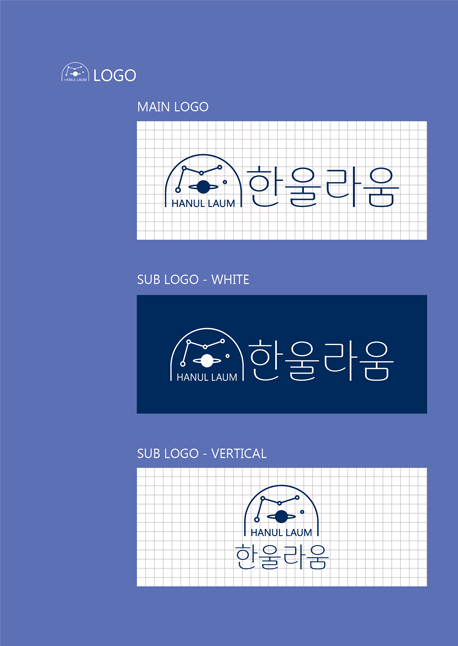 HANUL LAUM LOGO
MAIN LOGO
HANUL LAUM 한울라움
SUB LOGO - WHITE
HANUL LAUM 한울라움
SUB LOGO - VERTICAL
HANUL LAUM
한울라움